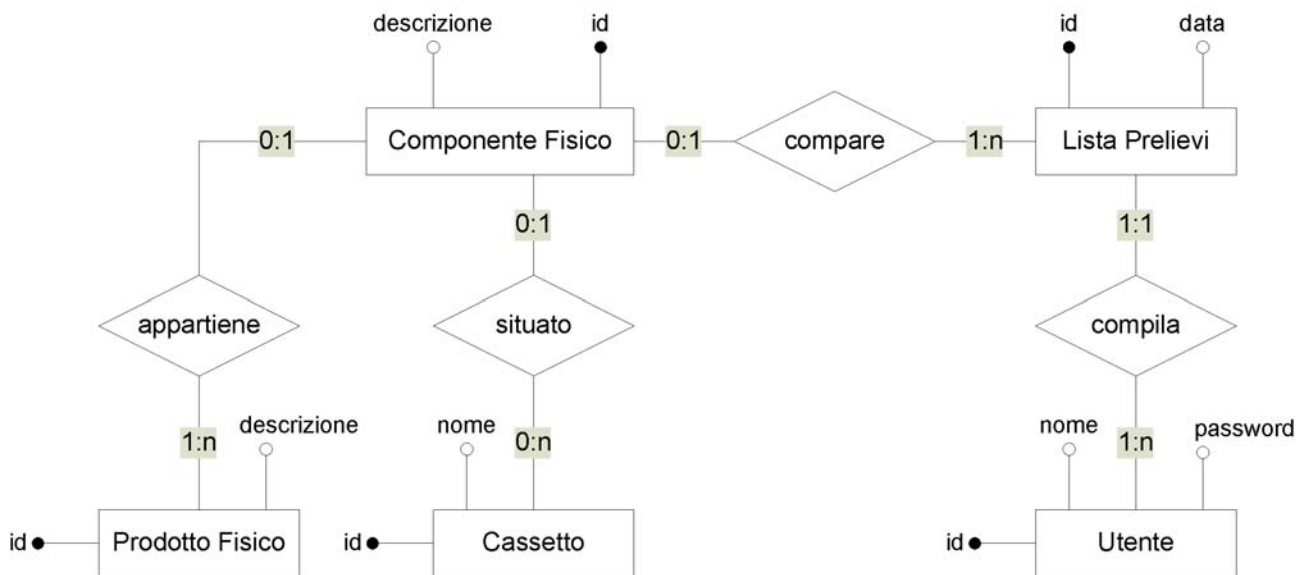 descrizione id id data
0:1 Componente Fisico 0:1 compare 1:n Lista Prelievi
0:1 1:1
appartiene situato compila
descrizione nome nome password
1:n 0:n 1:n
id Prodotto Fisico id Cassetto id Utente